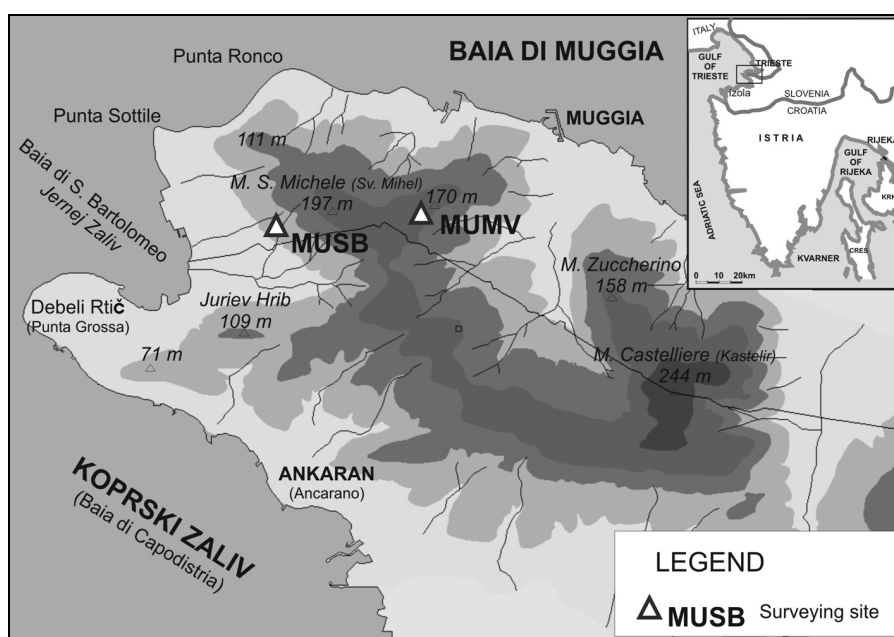 Punta Ronco
BAIA DI MUGGIA
Punta Sottile
MUGGIA
Baia di S. Bartolomeo
Jernej Zaliv
111 m
M. S. Michele (Sv. Mihel)
197 m
170 m
MUSB
MUMV
M. Zuccherino
158 m
Debeli Rtič
(Punta Grossa)
Juriev Hrib
109 m
71 m
M. Castelliere (Kastelir)
244 m
ANKARAN
(Ancarano)
KOPRSKI ZALIV
(Baia di Capodistria)
ITALY
GULF
OF
TRIESTE
TRIESTE
Izola
SLOVENIA
CROATIA
ISTRIA
RIJEKA
GULF
OF
RIJEKA
KRK
ADRIATIC SEA
KVARNER
CRES
0 10 20km
LEGEND
MUSB Surveying site